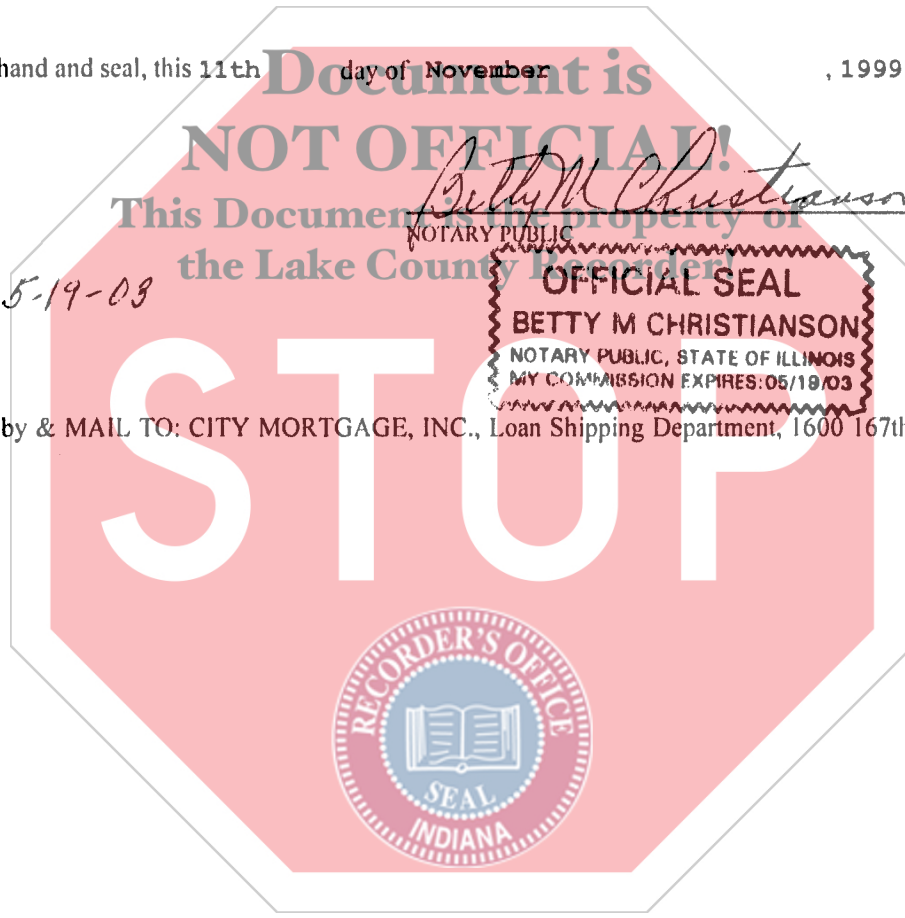 hand and seal, this 11th day of November , 1999
Document is
NOT OFFICIAL!
This Document is the property of
the Lake County Recorder!
Betty M Christianson
NOTARY PUBLIC
5-19-03
OFFICIAL SEAL
BETTY M CHRISTIANSON
NOTARY PUBLIC, STATE OF ILLINOIS
MY COMMISSION EXPIRES:05/19/03
by & MAIL TO: CITY MORTGAGE, INC., Loan Shipping Department, 1600 167th
STOP
RECORDER'S OFFICE
SEAL
INDIANA